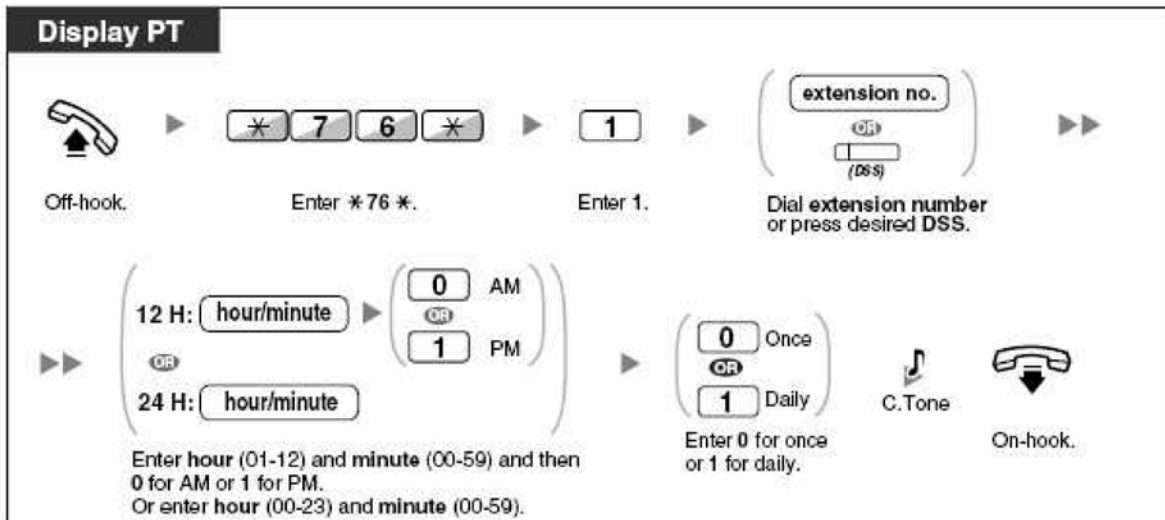 Display PT
* 7 6 *
1
extension no.
OR
(DSS)
Off-hook.
Enter * 76 *.
Enter 1.
Dial extension number
or press desired DSS.
12 H: hour/minute
0 AM
OR
1 PM
OR
24 H: hour/minute
Enter hour (01-12) and minute (00-59) and then
0 for AM or 1 for PM.
Or enter hour (00-23) and minute (00-59).
0 Once
OR
1 Daily
Enter 0 for once
or 1 for daily.
C.Tone
On-hook.